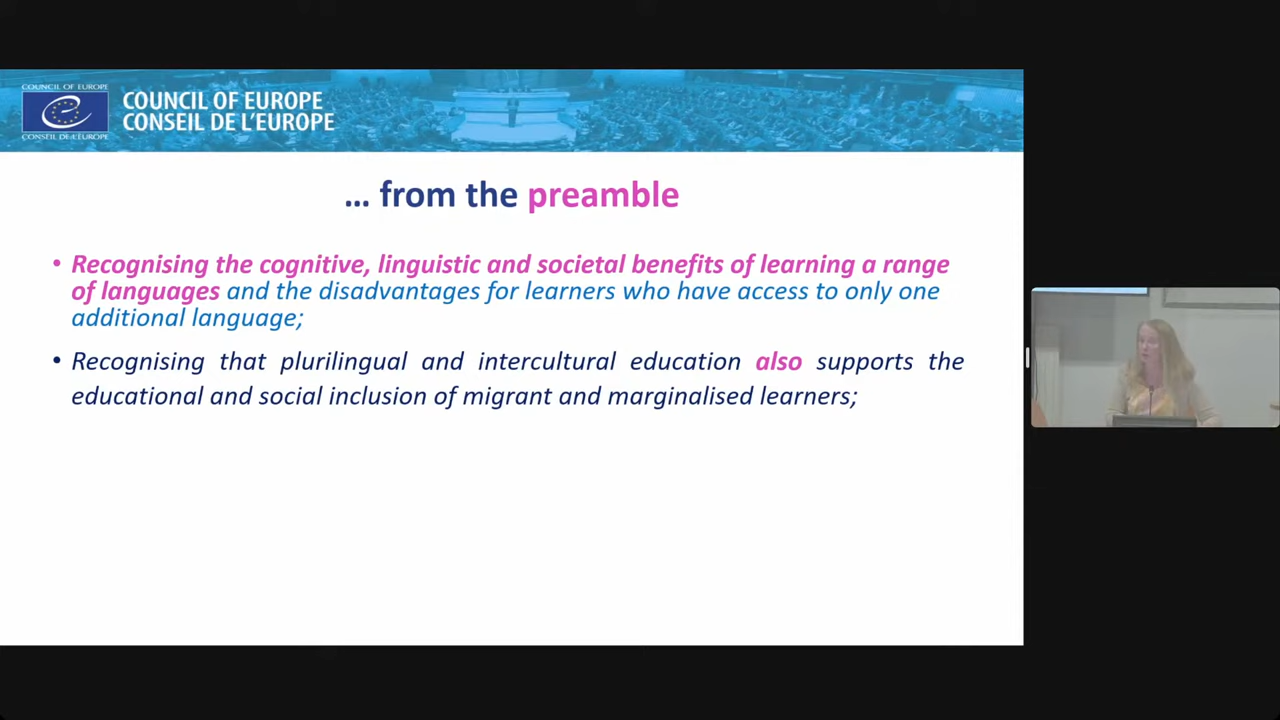 COUNCIL OF EUROPE
CONSEIL DE L'EUROPE
COUNCIL OF EUROPE
CONSEIL DE L'EUROPE
... from the preamble
• Recognising the cognitive, linguistic and societal benefits of learning a range
of languages and the disadvantages for learners who have access to only one
additional language;
• Recognising that plurilingual and intercultural education also supports the
educational and social inclusion of migrant and marginalised learners;